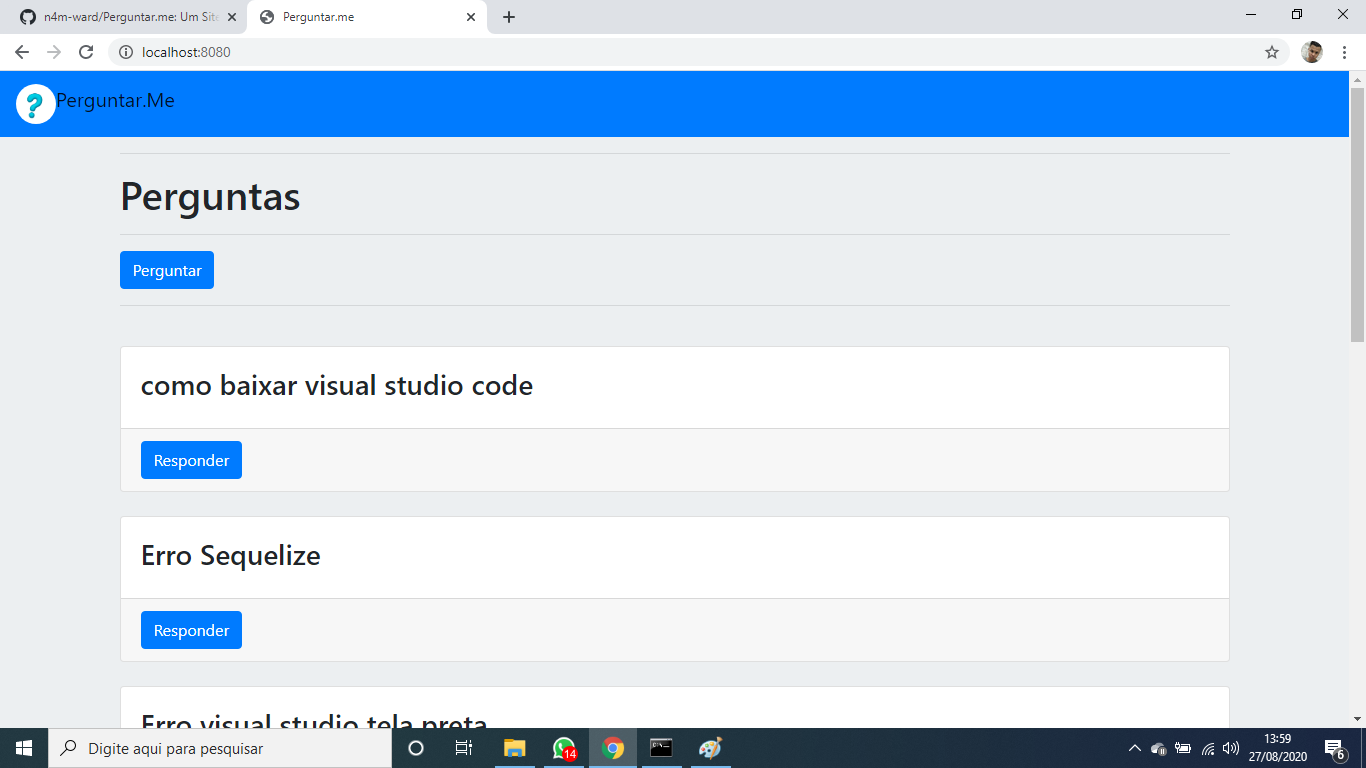 n4m-ward/Perguntar.me: Um Site
Perguntar.me
localhost:8080
?
Perguntar.Me
Perguntas
Perguntar
como baixar visual studio code
Responder
Erro Sequelize
Responder
Erro visual studio tela preta
Digite aqui para pesquisar
14
13:59
27/08/2020
6